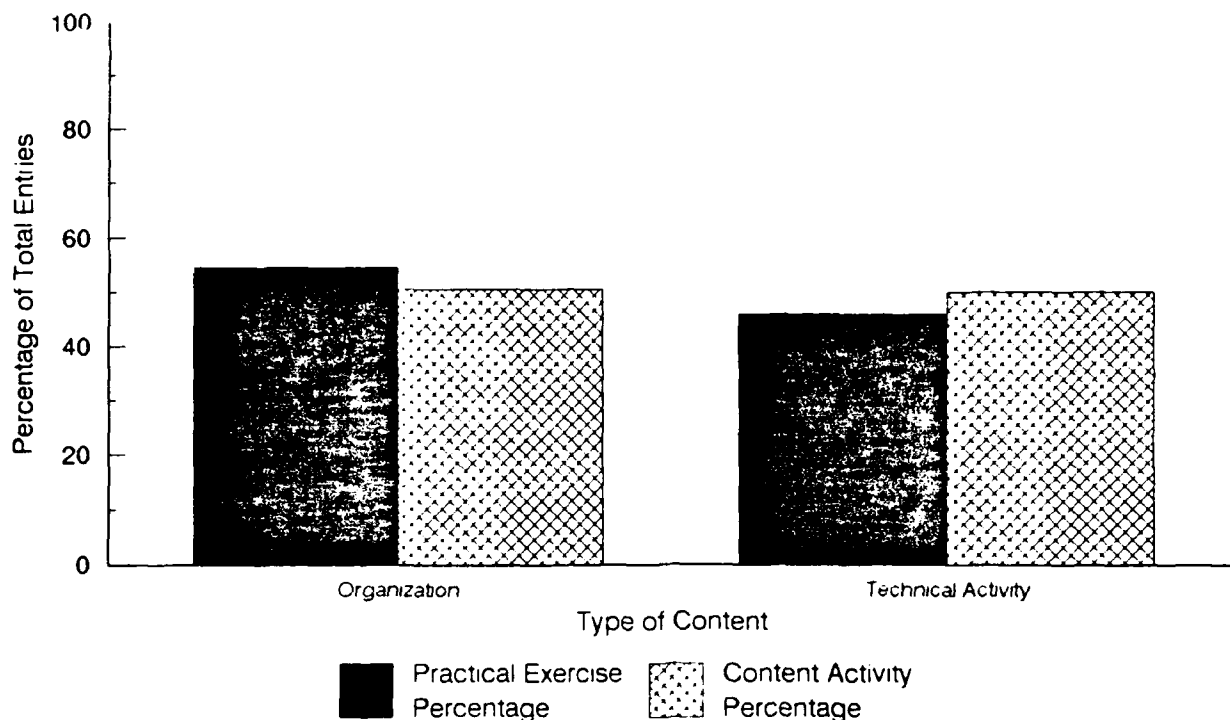 100
80
60
40
20
0
Percentage of Total Entries
Organization
Technical Activity
Type of Content
Practical Exercise
Percentage
Content Activity
Percentage